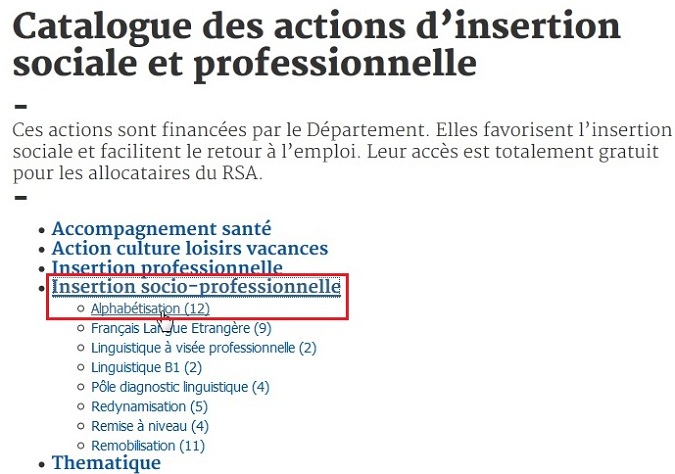 Catalogue des actions d’insertion
sociale et professionnelle
Ces actions sont financées par le Département. Elles favorisent l’insertion
sociale et facilitent le retour à l’emploi. Leur accès est totalement gratuit
pour les allocataires du RSA.
Accompagnement santé
Action culture loisirs vacances
Insertion professionnelle
Insertion socio-professionnelle
Alphabétisation (12)
Français Langue Etrangère (9)
Linguistique à visée professionnelle (2)
Linguistique B1 (2)
Pôle diagnostic linguistique (4)
Redynamisation (5)
Remise à niveau (4)
Remobilisation (11)
Thematique